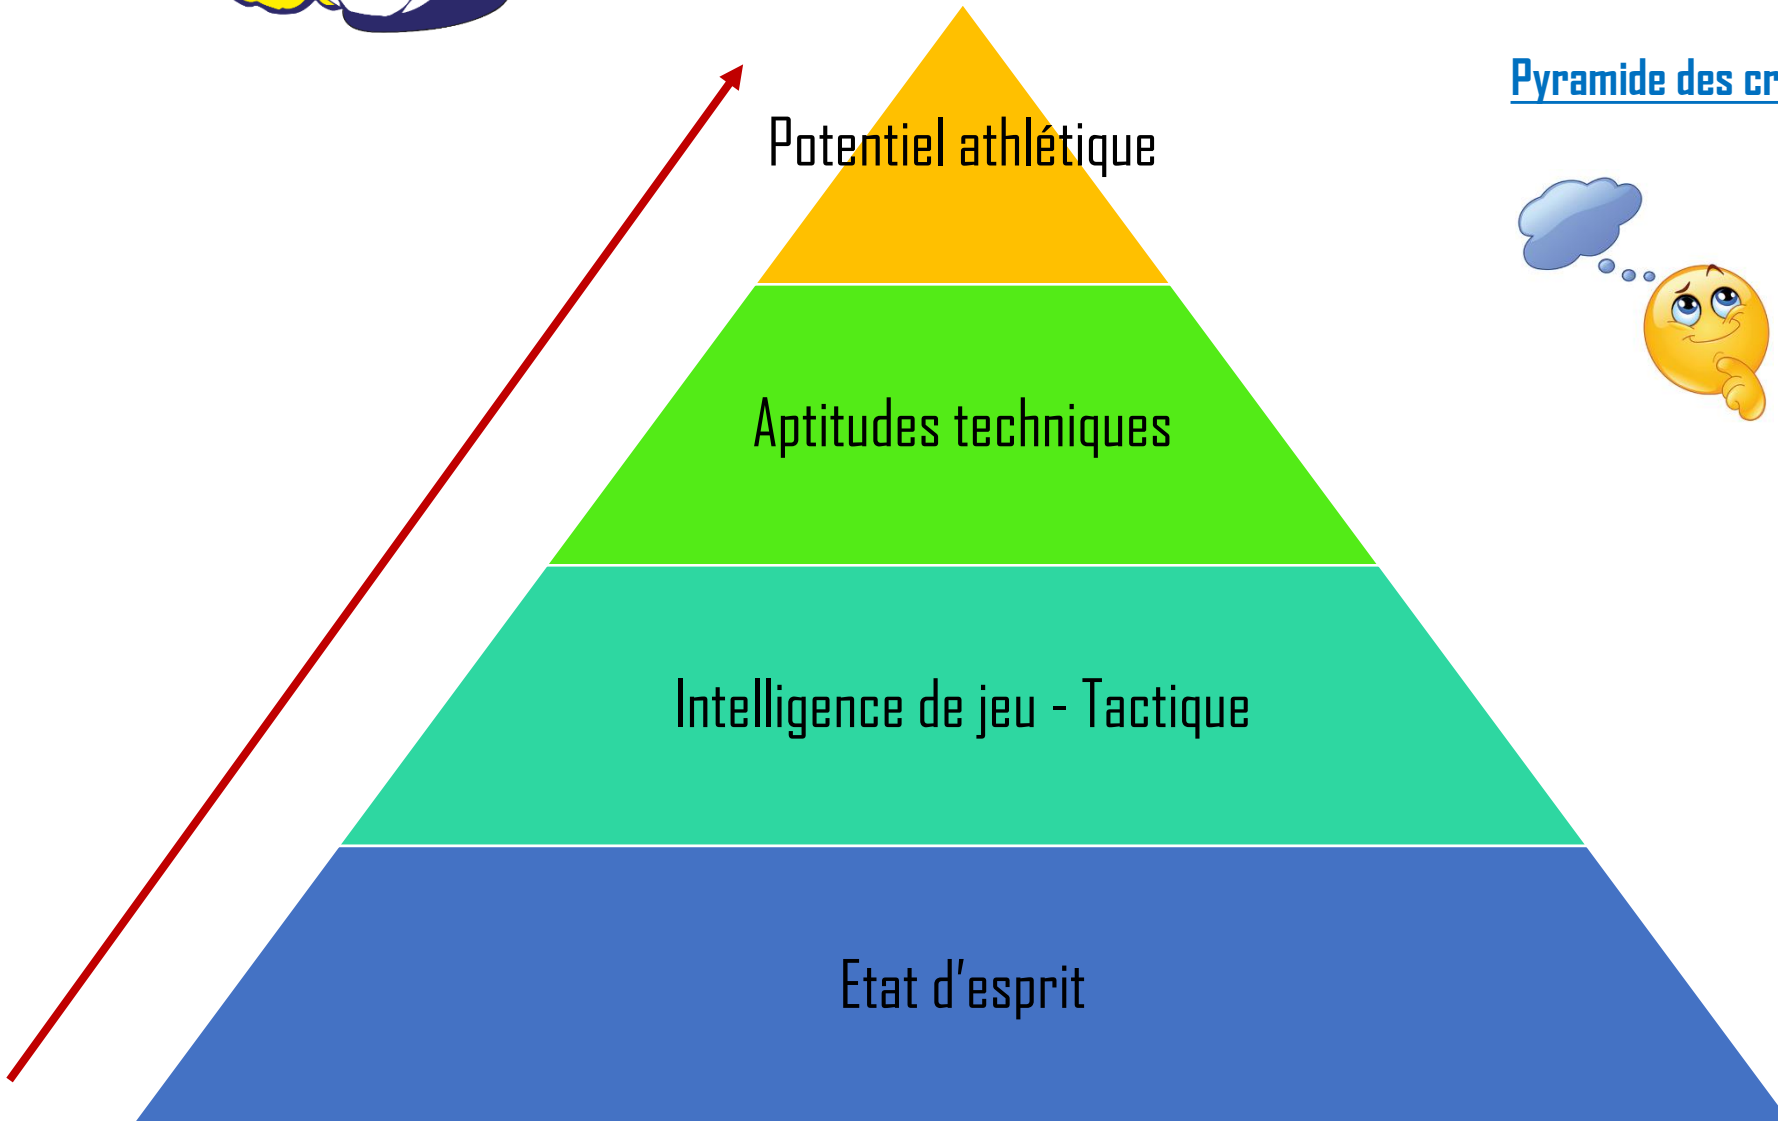 Pyramide des cr
Potentiel athlétique
Aptitudes techniques
Intelligence de jeu - Tactique
Etat d'esprit